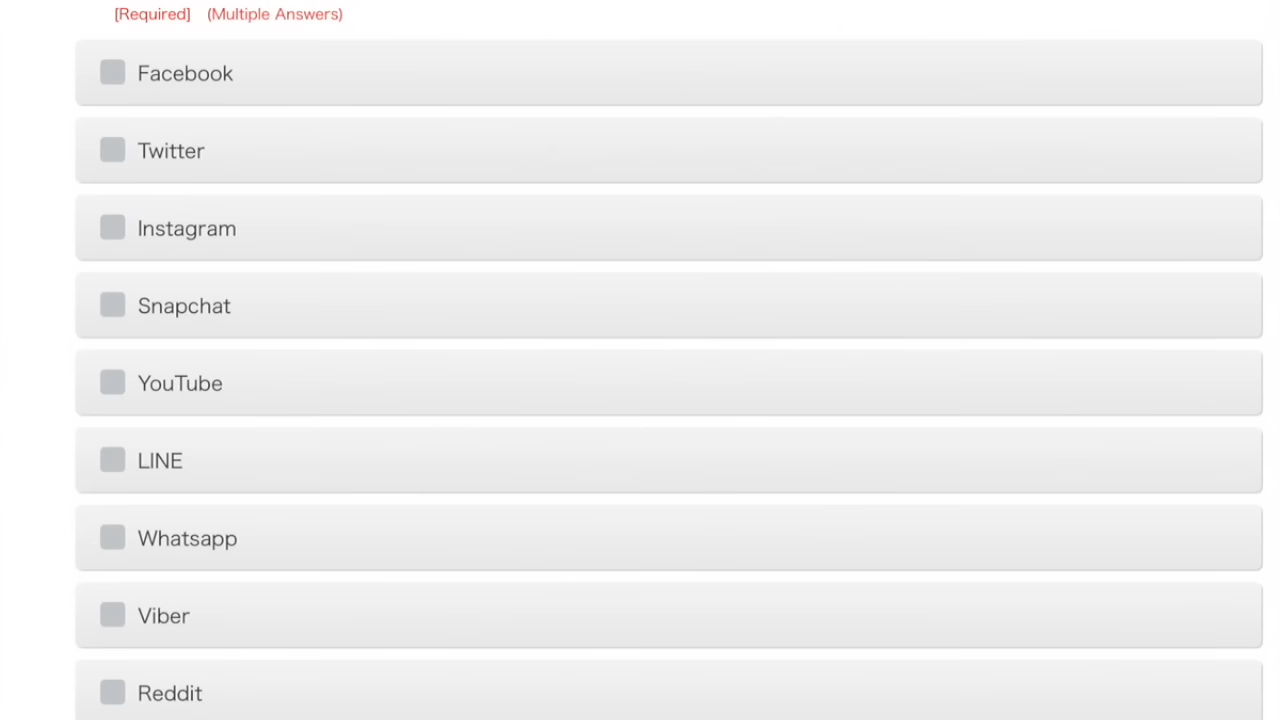 [Required] (Multiple Answers)
Facebook
Twitter
Instagram
Snapchat
YouTube
LINE
Whatsapp
Viber
Reddit